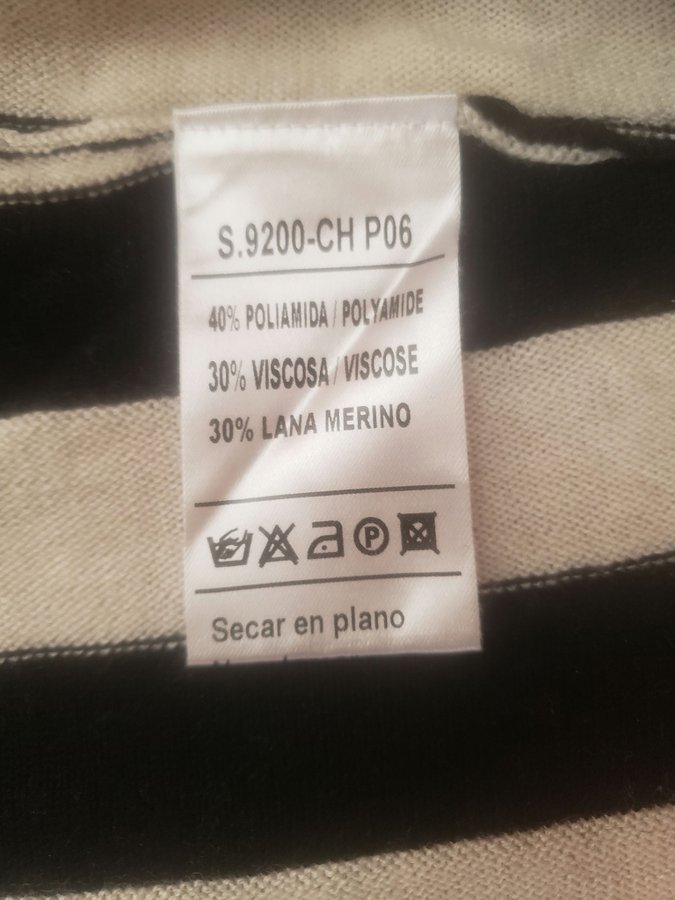 S.9200-CH P06
40% POLIAMIDA / POLYAMIDE
30% VISCOSA / VISCOSE
30% LANA MERINO
P
Secar en plano